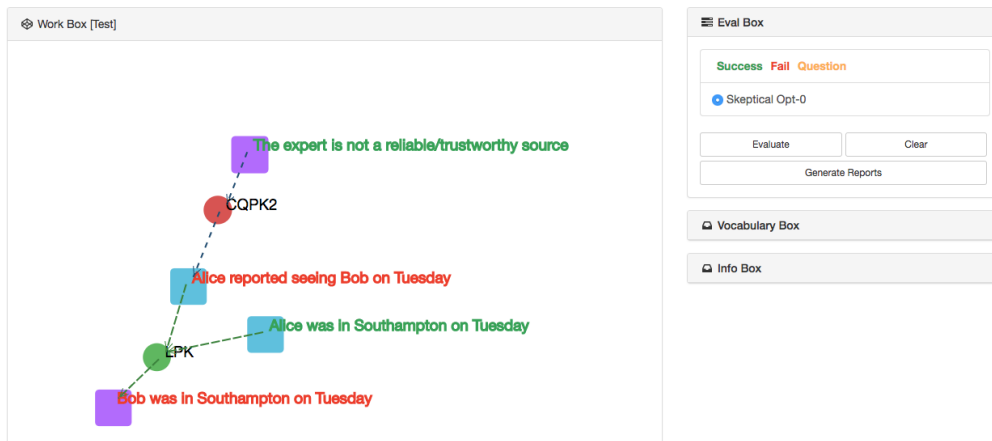 Work Box [Test]
The expert is not a reliable/trustworthy source
CQPK2
Alice reported seeing Bob on Tuesday
Alice was in Southampton on Tuesday
LPK
Bob was in Southampton on Tuesday
Eval Box
Success Fail Question
Skeptical Opt-0
Evaluate Clear
Generate Reports
Vocabulary Box
Info Box